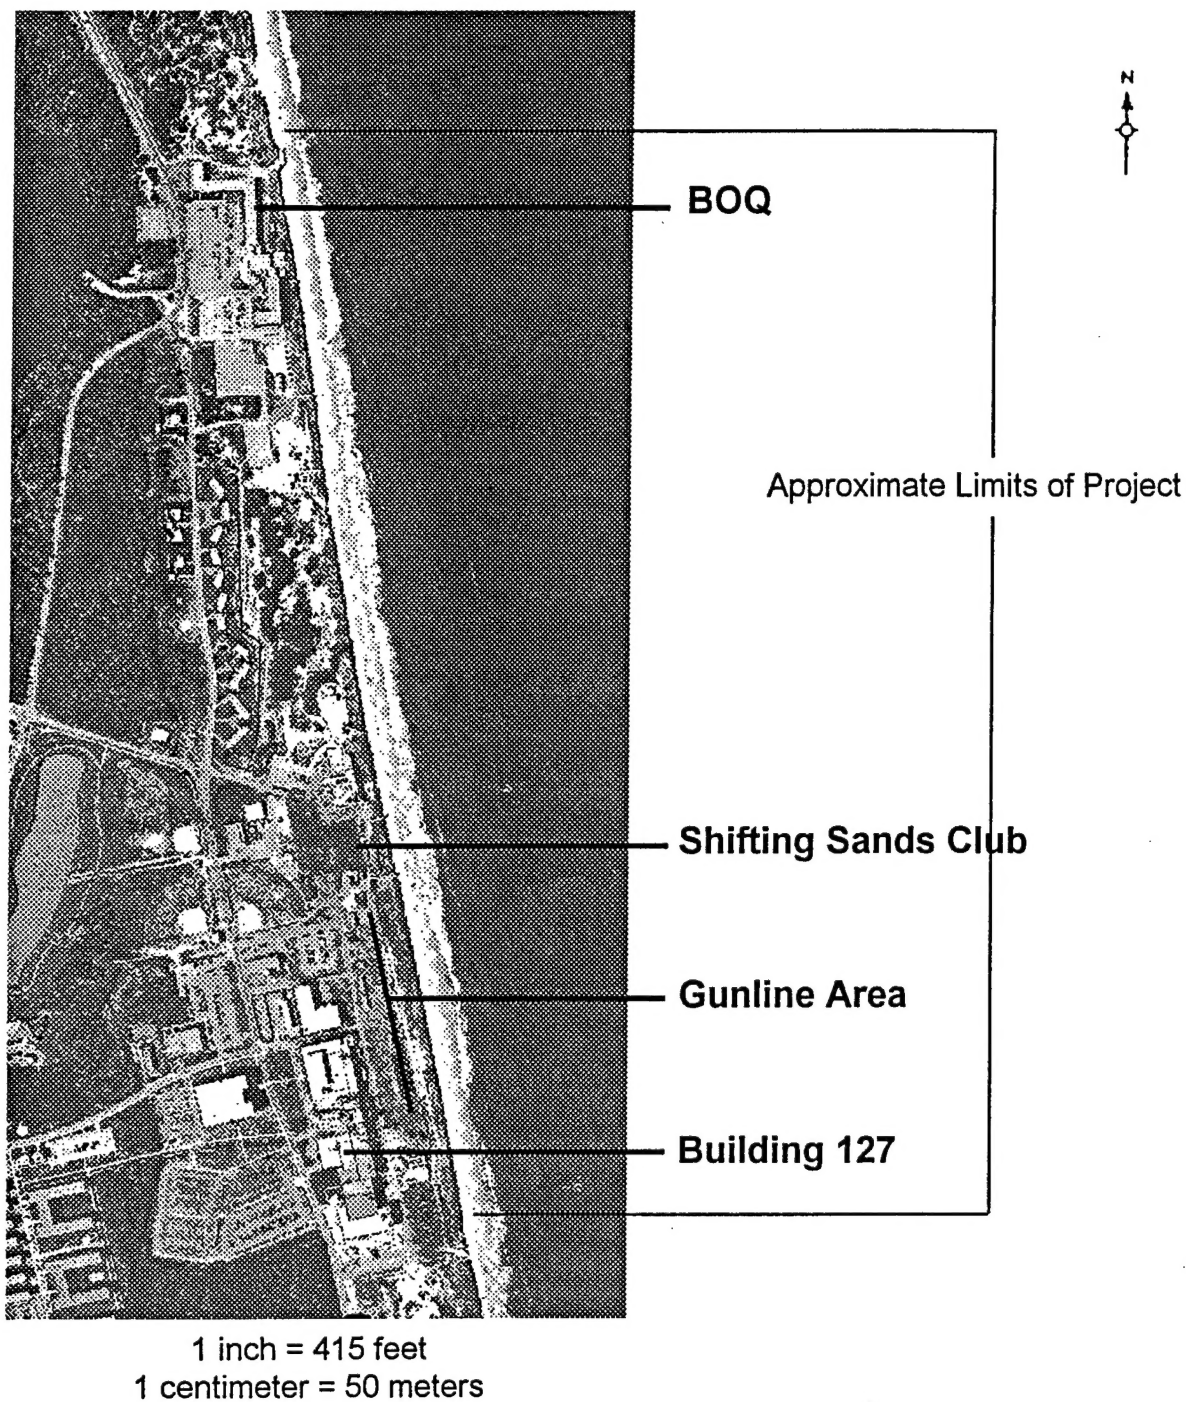 N
BOQ
Approximate Limits of Project
Shifting Sands Club
Gunline Area
Building 127
1 inch = 415 feet
1 centimeter = 50 meters